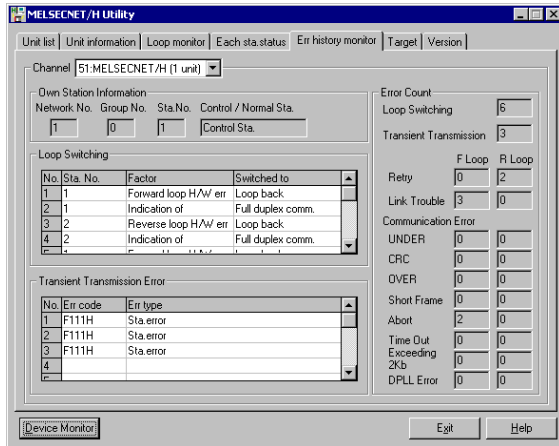 MELSECNET/H Utility
Unit list Unit information Loop monitor Each sta.status Err history monitor Target Version
Channel 51:MELSECNET/H (1 unit)
Own Station Information
Network No. Group No. Sta.No. Control / Normal Sta.
1 0 1 Control Sta.
Loop Switching
No. Sta. No. Factor Switched to
1 1 Forward loop H/W err Loop back
2 1 Indication of Full duplex comm.
3 2 Reverse loop H/W err Loop back
4 2 Indication of Full duplex comm.
Transient Transmission Error
No. Err code Err type
1 F111H Sta.error
2 F111H Sta.error
3 F111H Sta.error
4
Error Count
Loop Switching 6
Transient Transmission 3
F Loop R Loop
Retry 0 2
Link Trouble 3 0
Communication Error
UNDER 0 0
CRC 0 0
OVER 0 0
Short Frame 0 0
Abort 2 0
Time Out 0 0
Exceeding
2Kb 0 0
DPLL Error 0 0
Device Monitor Exit Help